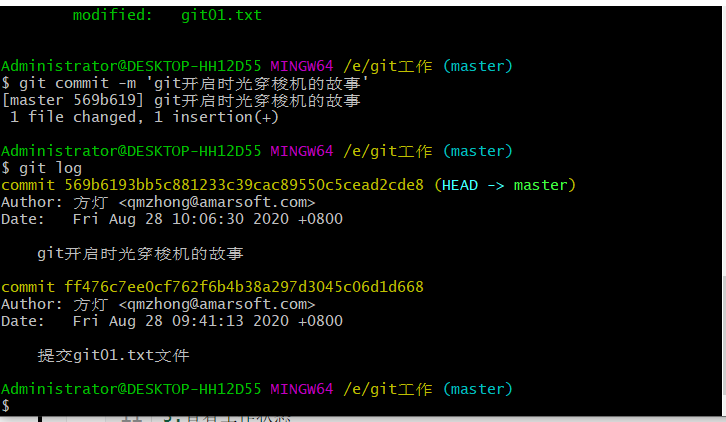 modified:   git01.txt
Administrator@DESKTOP-HH12D55 MINGW64 /e/git工作 (master)
$ git commit -m 'git开启时光穿梭机的故事'
[master 569b619] git开启时光穿梭机的故事
1 file changed, 1 insertion(+)
Administrator@DESKTOP-HH12D55 MINGW64 /e/git工作 (master)
$ git log
commit 569b6193bb5c881233c39cac89550c5cead2cde8 (HEAD -> master)
Author: 方灯 <qmzhong@amarsoft.com>
Date:   Fri Aug 28 10:06:30 2020 +0800
git开启时光穿梭机的故事
commit ff476c7ee0cf762f6b4b38a297d3045c06d1d668
Author: 方灯 <qmzhong@amarsoft.com>
Date:   Fri Aug 28 09:41:13 2020 +0800
提交git01.txt文件
Administrator@DESKTOP-HH12D55 MINGW64 /e/git工作 (master)
$